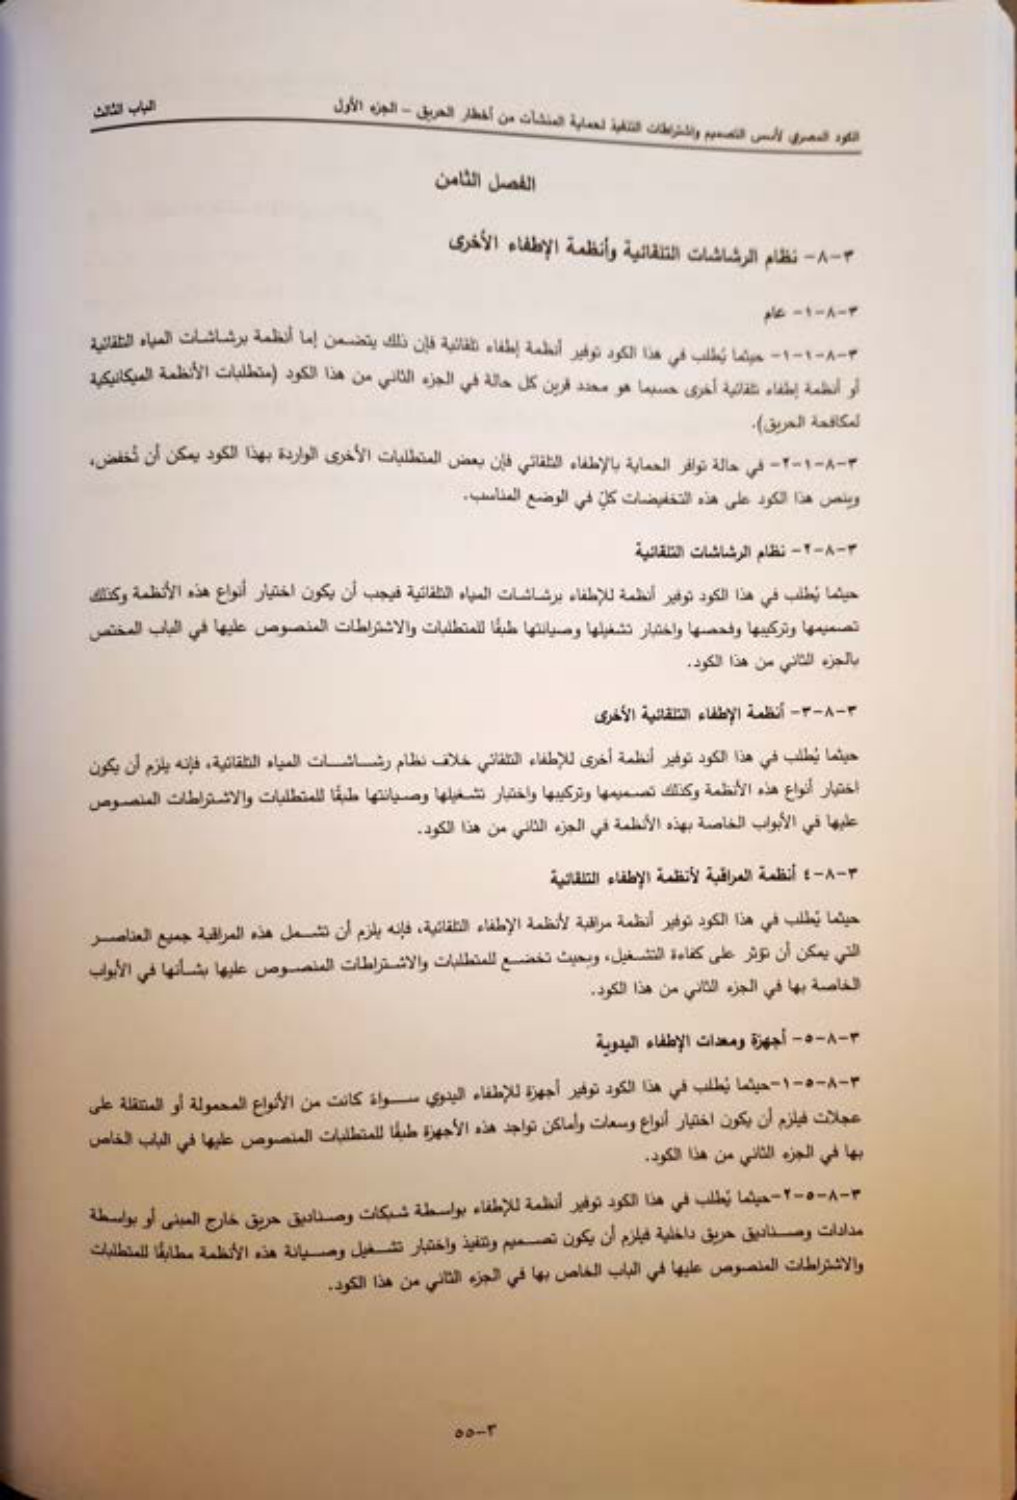 الكود المصري لأسس التصميم واشتراطات التنفيذ لحماية المنشآت من أخطار الحريق – الجزء الأول
الباب الثالث
الفصل الثامن
٣-٨- نظام الرشاشات التلقائية وأنظمة الإطفاء الأخرى
٣-٨-١- عام
٣-٨-١-١- حيثما يُطلب في هذا الكود توفير أنظمة إطفاء تلقائية فإن ذلك يتضمن إما أنظمة برشاشات المياه التلقائية
أو أنظمة إطفاء تلقائية أخرى حسبما هو محدد قرين كل حالة في الجزء الثاني من هذا الكود (متطلبات الأنظمة الميكانيكية
لمكافحة الحريق).
٣-٨-١-٢- في حالة توافر الحماية بالإطفاء التلقائي فإن بعض المتطلبات الأخرى الواردة بهذا الكود يمكن أن تُخفض،
وينص هذا الكود على هذه التخفيضات كلٍ في الوضع المناسب.
٣-٨-٢- نظام الرشاشات التلقائية
حيثما يُطلب في هذا الكود توفير أنظمة للإطفاء برشاشات المياه التلقائية فيجب أن يكون اختيار أنواع هذه الأنظمة وكذلك
تصميمها وتركيبها وفحصها واختبار تشغيلها وصيانتها طبقًا للمتطلبات والاشتراطات المنصوص عليها في الباب المختص
بالجزء الثاني من هذا الكود.
٣-٨-٣- أنظمة الإطفاء التلقائية الأخرى
حيثما يُطلب في هذا الكود توفير أنظمة أخرى للإطفاء التلقائي خلاف نظام رشاشات المياه التلقائية، فإنه يلزم أن يكون
اختيار أنواع هذه الأنظمة وكذلك تصميمها وتركيبها واختبار تشغيلها وصيانتها طبقًا للمتطلبات والاشتراطات المنصوص
عليها في الأبواب الخاصة بهذه الأنظمة في الجزء الثاني من هذا الكود.
٣-٨-٤ أنظمة المراقبة لأنظمة الإطفاء التلقائية
حيثما يُطلب في هذا الكود توفير أنظمة مراقبة لأنظمة الإطفاء التلقائية، فإنه يلزم أن تشمل هذه المراقبة جميع العناصر
التي يمكن أن تؤثر على كفاءة التشغيل، وبحيث تخضع للمتطلبات والاشتراطات المنصوص عليها بشأنها في الأبواب
الخاصة بها في الجزء الثاني من هذا الكود.
٣-٨-٥- أجهزة ومعدات الإطفاء اليدوية
٣-٨-٥-١-حيثما يُطلب في هذا الكود توفير أجهزة للإطفاء اليدوي سواءً كانت من الأنواع المحمولة أو المتنقلة على
عجلات فيلزم أن يكون اختيار أنواع وسعات وأماكن تواجد هذه الأجهزة طبقًا للمتطلبات المنصوص عليها في الباب الخاص
بها في الجزء الثاني من هذا الكود.
٣-٨-٥-٢-حيثما يُطلب في هذا الكود توفير أنظمة للإطفاء بواسطة شبكات وصناديق حريق خارج المبنى أو بواسطة
مدادات وصناديق حريق داخلية فيلزم أن يكون تصميم وتنفيذ واختبار تشغيل وصيانة هذه الأنظمة مطابقًا للمتطلبات
والاشتراطات المنصوص عليها في الباب الخاص بها في الجزء الثاني من هذا الكود.
٣-٥٥